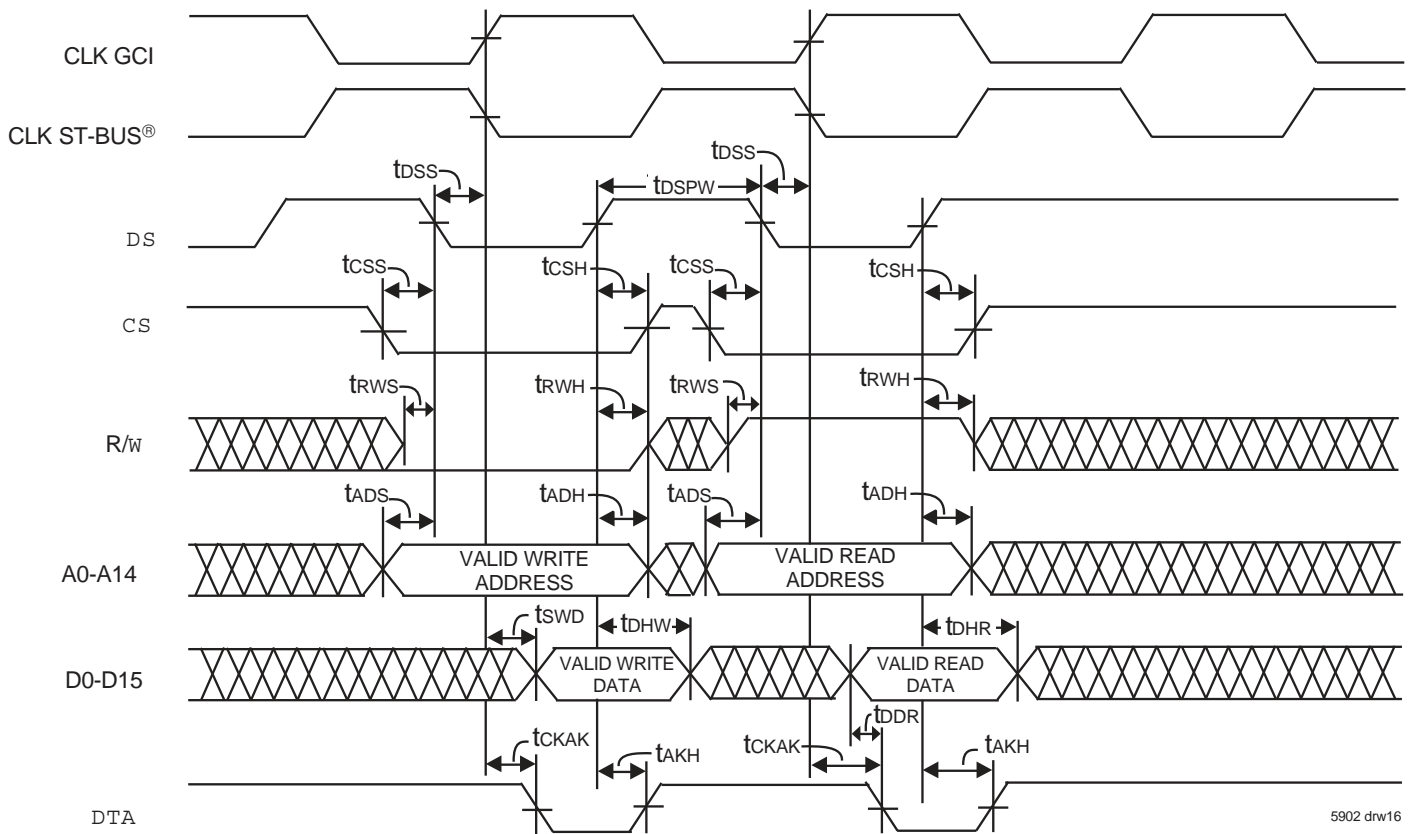 CLK GCI
CLK ST-BUS®
tDSS
tDSS
tDSPW
DS
tCSS
tCSH
tCSS
tCSH
CS
tRWS
tRWH
tRWS
tRWH
R/W
tADS
tADH
tADS
tADH
A0-A14
VALID WRITE
ADDRESS
VALID READ
ADDRESS
tSWD
tDHW
tDHR
D0-D15
VALID WRITE
DATA
VALID READ
DATA
tDDR
tCKAK
tAKH
tCKAK
tAKH
DTA
5902 drw16